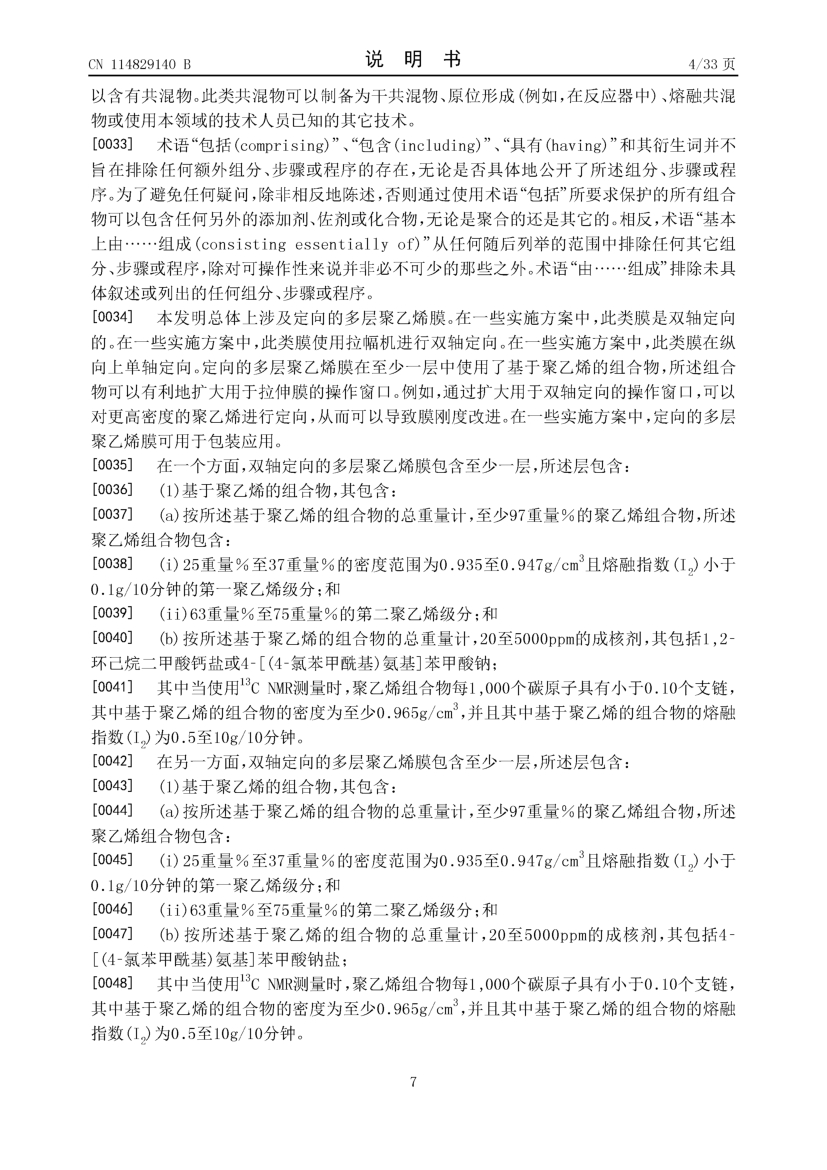 CN 114829140 B
说 明 书
4/33 页
以含有共混物。此类共混物可以制备为干共混物、原位形成(例如,在反应器中)、熔融共混
物或使用本领域的技术人员已知的其它技术。
[0033] 术语“包括(comprising)”、“包含(including)”、“具有(having)”和其衍生词并不
旨在排除任何额外组分、步骤或程序的存在,无论是否具体地公开了所述组分、步骤或程
序。为了避免任何疑问,除非相反地陈述,否则通过使用术语“包括”所要求保护的所有组合
物可以包含任何另外的添加剂、佐剂或化合物,无论是聚合的还是其它的。相反,术语“基本
上由……组成(consisting essentially of)”从任何随后列举的范围中排除任何其它组
分、步骤或程序,除对可操作性来说并非必不可少的那些之外。术语“由……组成”排除未具
体叙述或列出的任何组分、步骤或程序。
[0034] 本发明总体上涉及定向的多层聚乙烯膜。在一些实施方案中,此类膜是双轴定向
的。在一些实施方案中,此类膜使用拉幅机进行双轴定向。在一些实施方案中,此类膜在纵
向上单轴定向。定向的多层聚乙烯膜在至少一层中使用了基于聚乙烯的组合物,所述组合
物可以有利地扩大用于拉伸膜的操作窗口。例如,通过扩大用于双轴定向的操作窗口,可以
对更高密度的聚乙烯进行定向,从而可以导致膜刚度改进。在一些实施方案中,定向的多层
聚乙烯膜可用于包装应用。
[0035] 在一个方面,双轴定向的多层聚乙烯膜包含至少一层,所述层包含:
[0036] (1)基于聚乙烯的组合物,其包含:
[0037] (a)按所述基于聚乙烯的组合物的总重量计,至少97重量%的聚乙烯组合物,所述
聚乙烯组合物包含:
[0038] (i)25重量%至37重量%的密度范围为0.935至0.947g/cm³且熔融指数(I₂)小于
0.1g/10分钟的第一聚乙烯级分;和
[0039] (ii)63重量%至75重量%的第二聚乙烯级分;和
[0040] (b)按所述基于聚乙烯的组合物的总重量计,20至5000ppm的成核剂,其包括1,2-
环己烷二甲酸钙盐或4-[(4-氯苯甲酰基)氨基]苯甲酸钠;
[0041] 其中当使用¹³C NMR测量时,聚乙烯组合物每1,000个碳原子具有小于0.10个支链,
其中基于聚乙烯的组合物的密度为至少0.965g/cm³,并且其中基于聚乙烯的组合物的熔融
指数(I₂)为0.5至10g/10分钟。
[0042] 在另一方面,双轴定向的多层聚乙烯膜包含至少一层,所述层包含:
[0043] (1)基于聚乙烯的组合物,其包含:
[0044] (a)按所述基于聚乙烯的组合物的总重量计,至少97重量%的聚乙烯组合物,所述
聚乙烯组合物包含:
[0045] (i)25重量%至37重量%的密度范围为0.935至0.947g/cm³且熔融指数(I₂)小于
0.1g/10分钟的第一聚乙烯级分;和
[0046] (ii)63重量%至75重量%的第二聚乙烯级分;和
[0047] (b)按所述基于聚乙烯的组合物的总重量计,20至5000ppm的成核剂,其包括4-
[(4-氯苯甲酰基)氨基]苯甲酸钠盐;
[0048] 其中当使用¹³C NMR测量时,聚乙烯组合物每1,000个碳原子具有小于0.10个支链,
其中基于聚乙烯的组合物的密度为至少0.965g/cm³,并且其中基于聚乙烯的组合物的熔融
指数(I₂)为0.5至10g/10分钟。
7